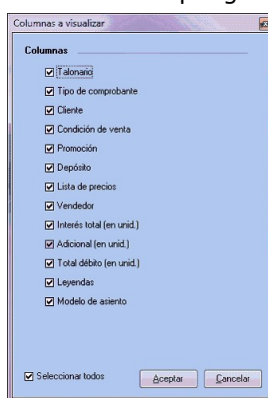 Columnas a visualizar
Columnas
Talonario
Tipo de comprobante
Cliente
Condición de venta
Promoción
Depósito
Lista de precios
Vendedor
Interés total (en unid.)
Adicional (en unid.)
Total débito (en unid.)
Leyendas
Modelo de asiento
Seleccionar todos
Aceptar
Cancelar